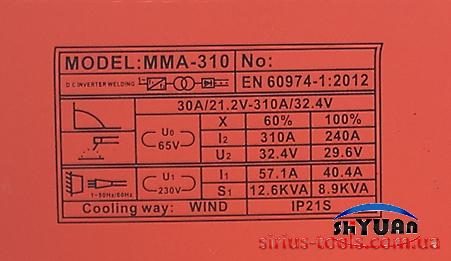 MODEL:MMA-310 No:
D C INVERTER WELDING EN 60974-1:2012
30A/21.2V-310A/32.4V
X 60% 100%
U0 65V I2 310A 240A
U2 32.4V 29.6V
U1 230V I1 57.1A 40.4A
1~50Hz/60Hz S1 12.6KVA 8.9KVA
Cooling way: WIND IP21S
SHYUAN
sirius-tools.com.ua